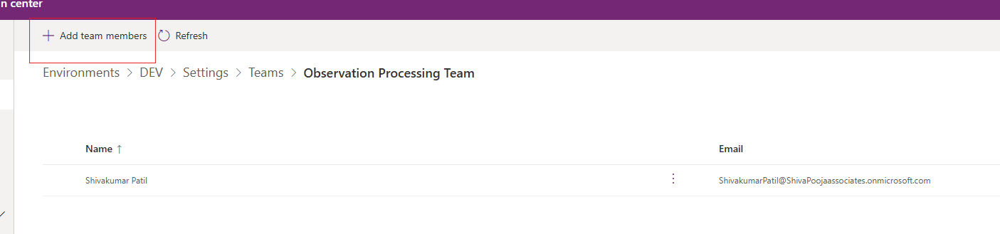 n center
Add team members Refresh
Environments > DEV > Settings > Teams > Observation Processing Team
Name ↑ Email
Shivakumar Patil ShivakumarPatil@ShivaPoojaassociates.onmicrosoft.com